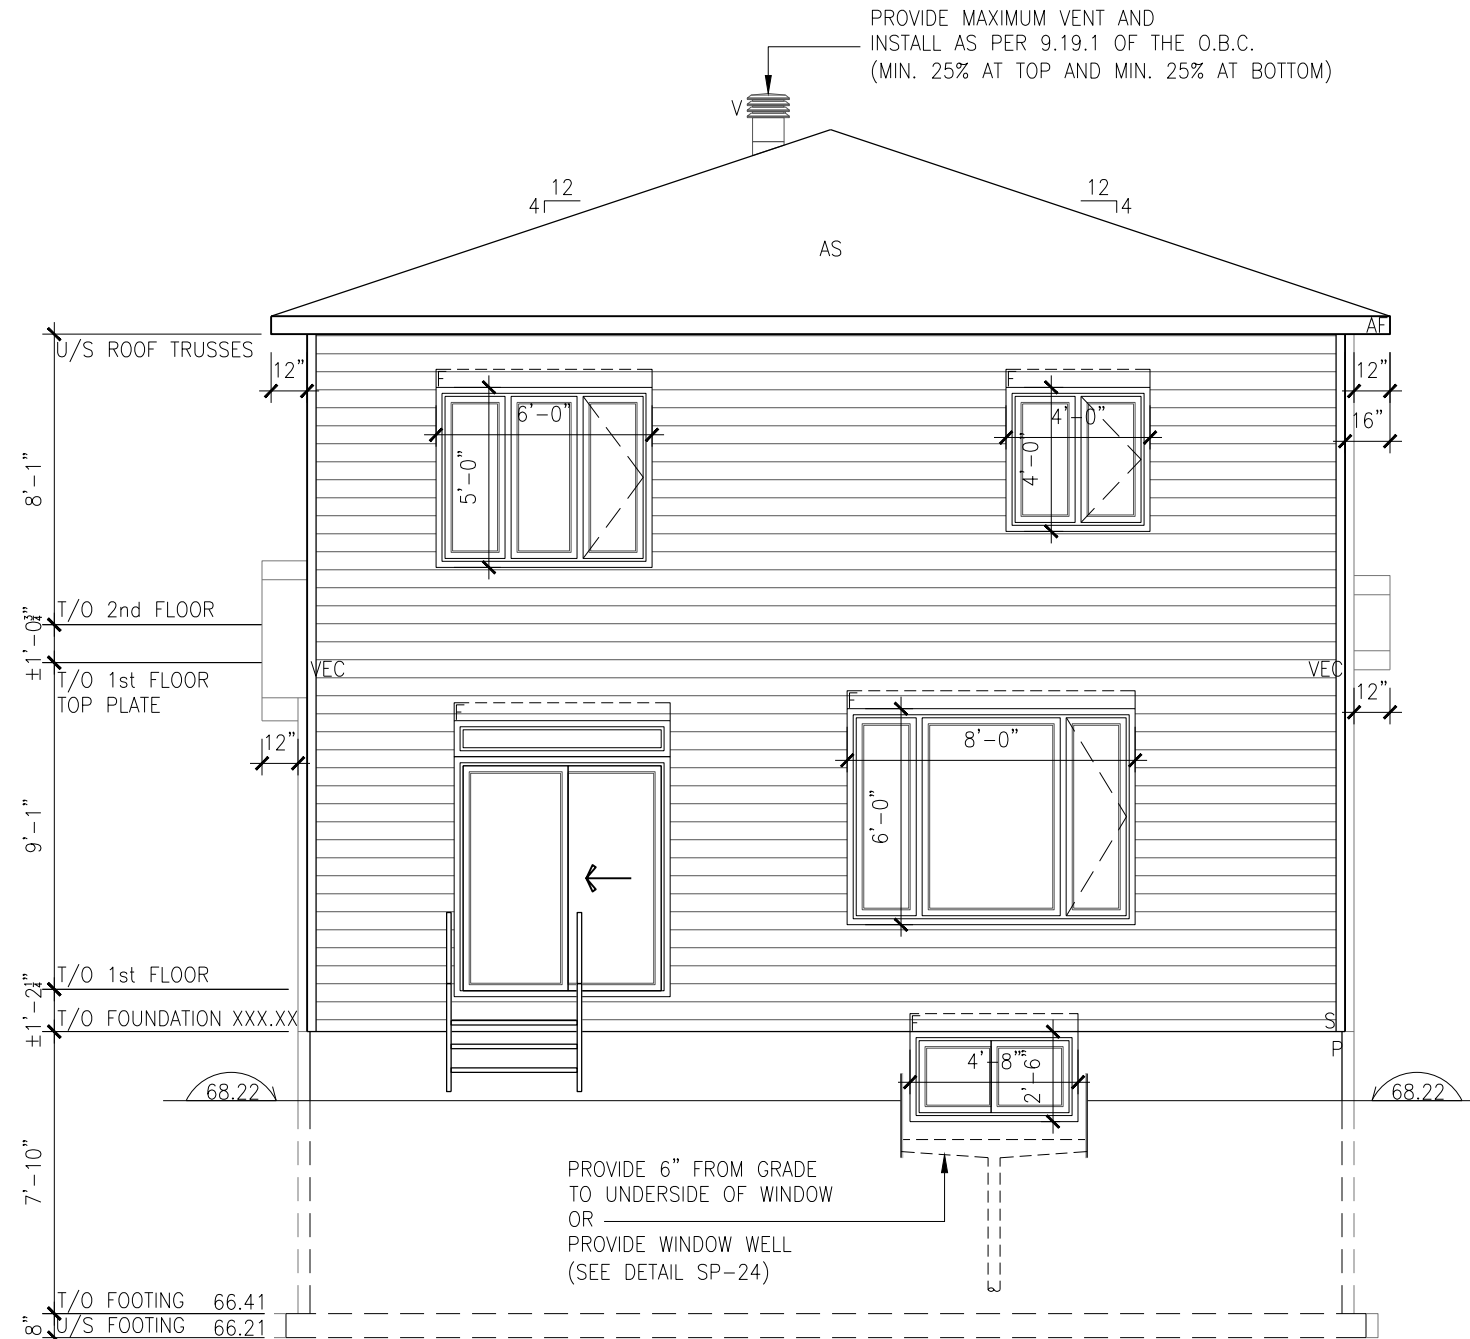 PROVIDE MAXIMUM VENT AND
INSTALL AS PER 9.19.1 OF THE O.B.C.
(MIN. 25% AT TOP AND MIN. 25% AT BOTTOM)
V
12
4
12
4
AS
AF
U/S ROOF TRUSSES
12"
12"
16"
F
6'-0"
5'-0"
F
4'-0"
4'-0"
8'-1"
T/O 2nd FLOOR
±1'-0¾"
T/O 1st FLOOR
TOP PLATE
VEC
VEC
12"
12"
F
F
8'-0"
6'-0"
9'-1"
T/O 1st FLOOR
±1'-2¼"
T/O FOUNDATION XXX.XX
S
P
F
4'-8"
2'-6"
68.22
68.22
7'-10"
PROVIDE 6" FROM GRADE
TO UNDERSIDE OF WINDOW
OR
PROVIDE WINDOW WELL
(SEE DETAIL SP-24)
T/O FOOTING 66.41
8"
U/S FOOTING 66.21